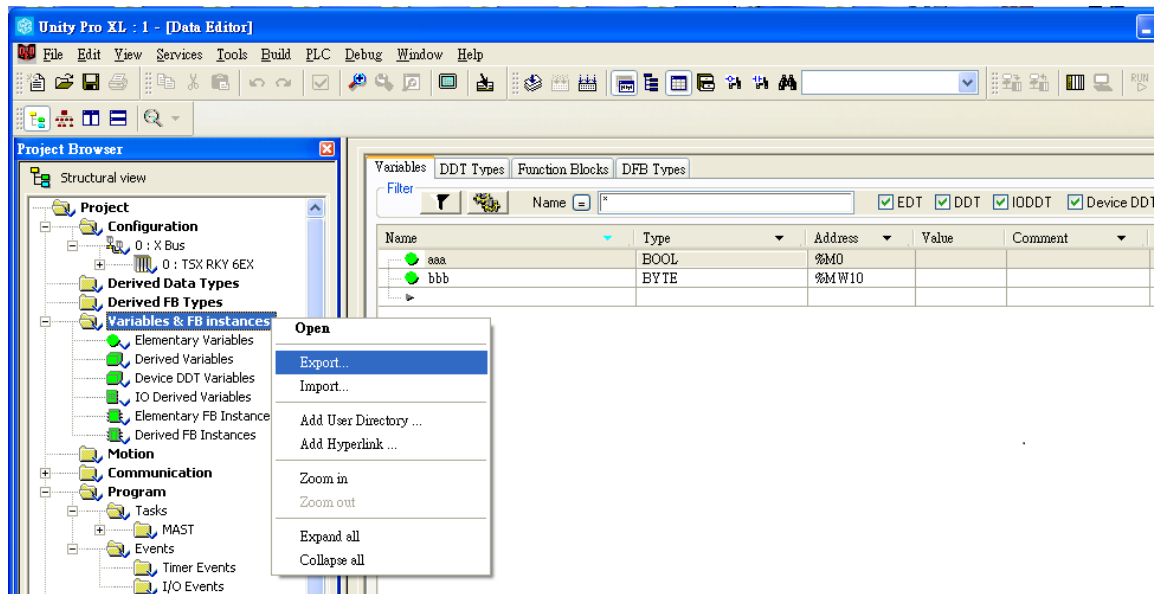 Unity Pro XL : 1 - [Data Editor]
File Edit View Services Tools Build PLC Debug Window Help
RUN
Project Browser
Structural view
Project
Configuration
0 : X Bus
0 : TSX RKY 6EX
Derived Data Types
Derived FB Types
Variables & FB instances
Elementary Variables
Derived Variables
Device DDT Variables
IO Derived Variables
Elementary FB Instance
Derived FB Instances
Motion
Communication
Program
Tasks
MAST
Events
Timer Events
I/O Events
Open
Export...
Import...
Add User Directory ...
Add Hyperlink ...
Zoom in
Zoom out
Expand all
Collapse all
Variables DDT Types Function Blocks DFB Types
Filter
Name = * EDT DDT IODDT Device DDT
Name Type Address Value Comment
aaa BOOL %M0
bbb BYTE %MW10